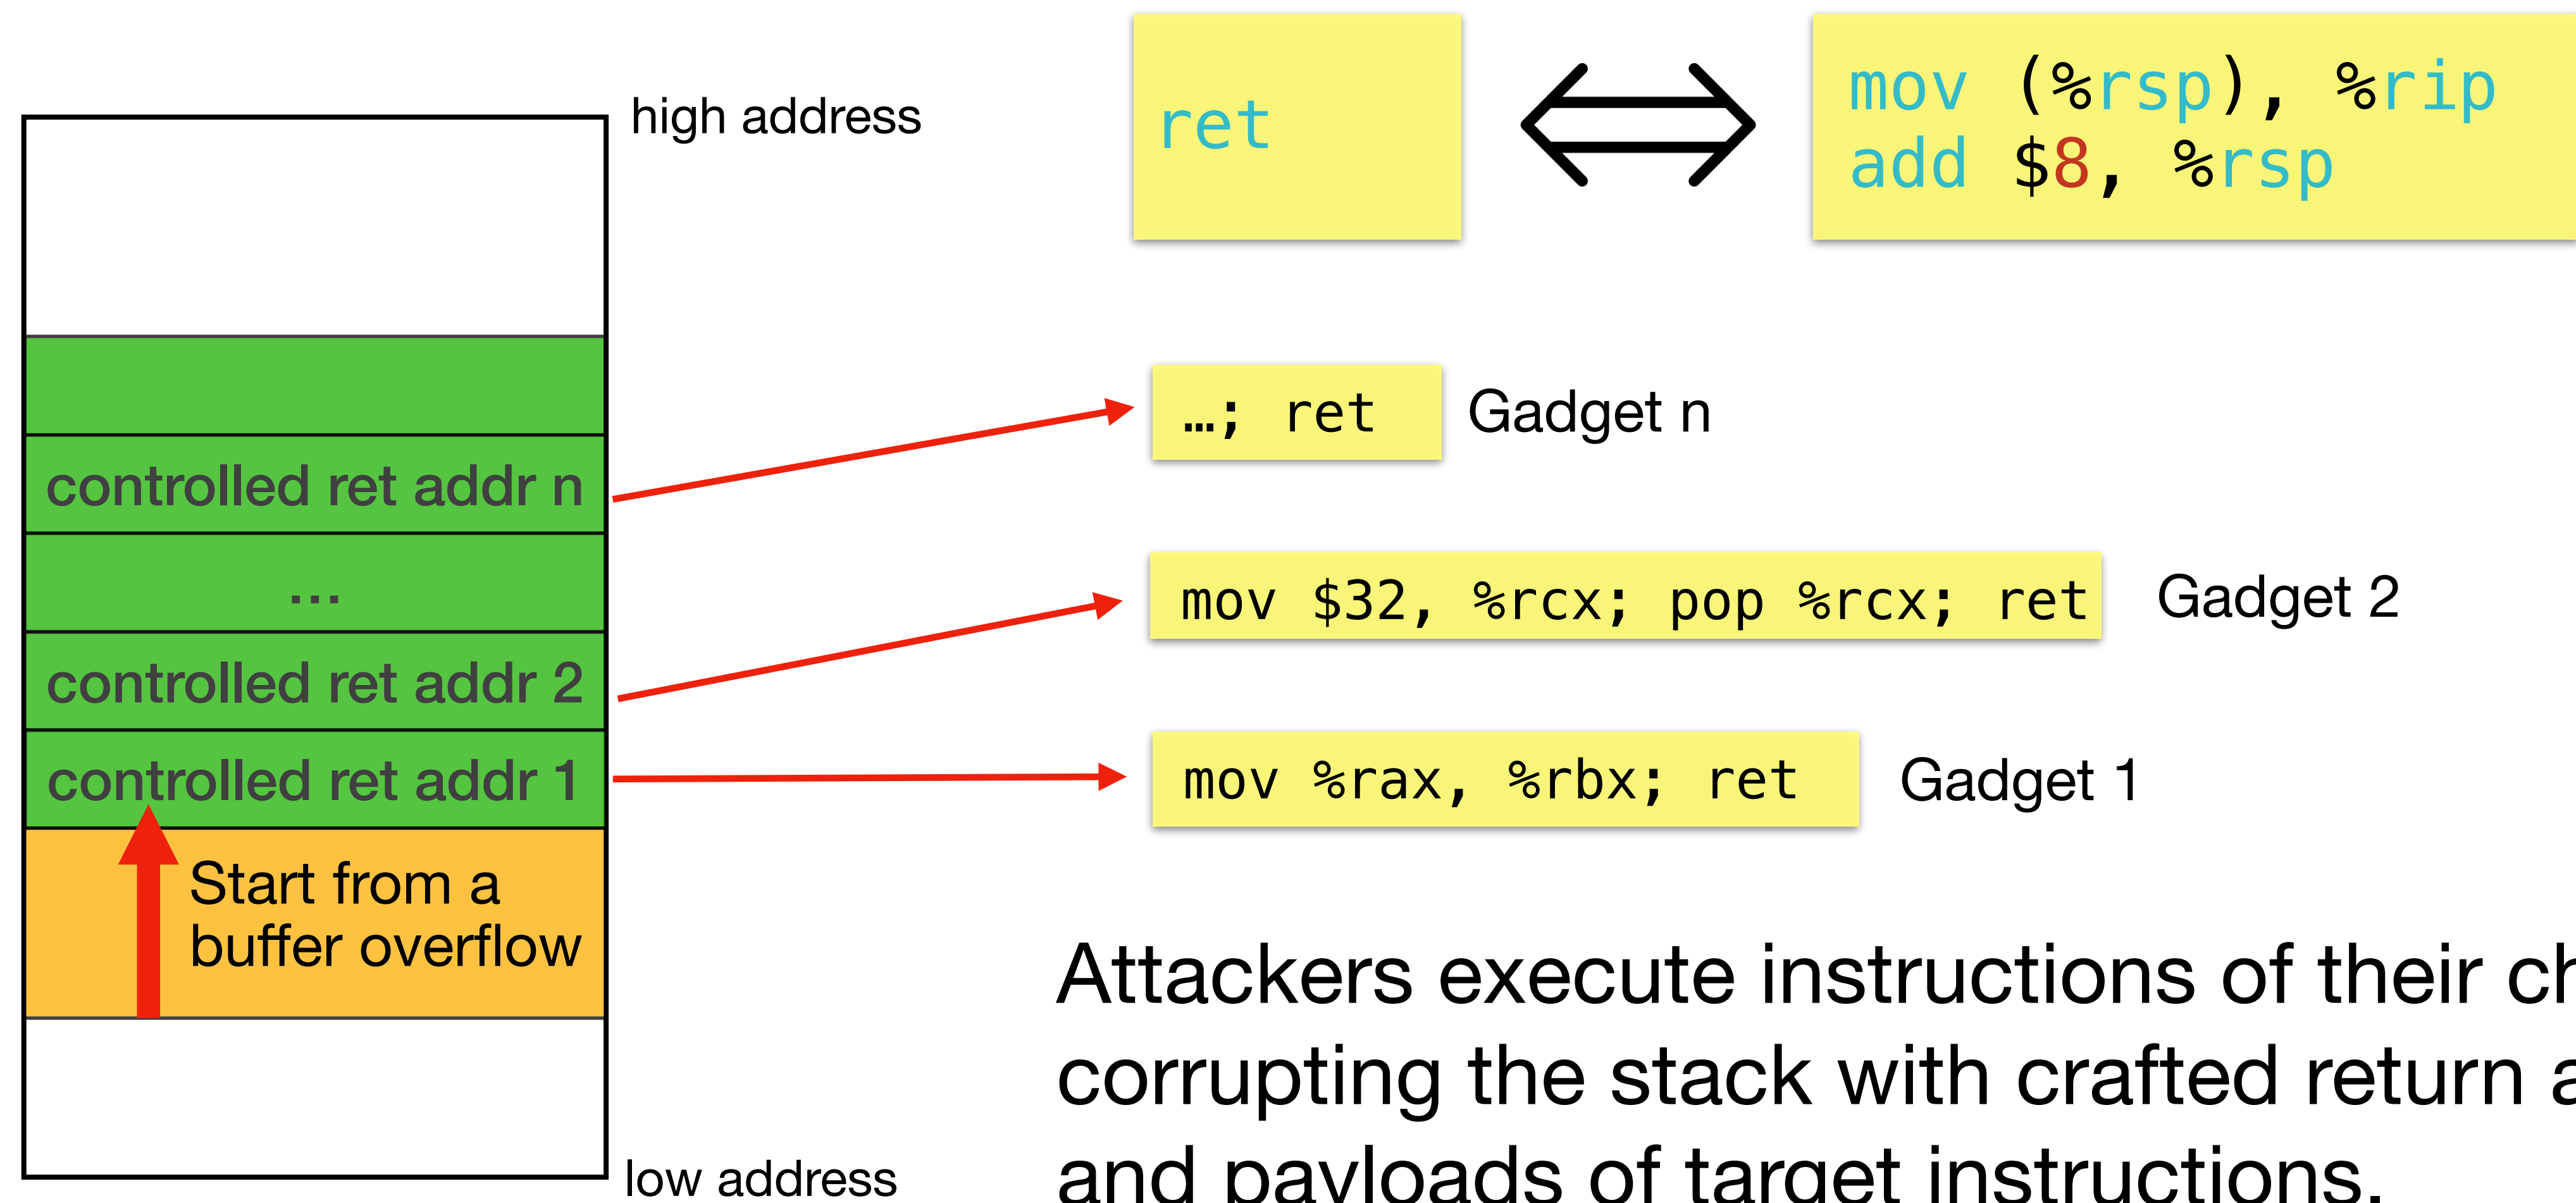 high address
ret
mov (%rsp), %rip
add $8, %rsp
…; ret
Gadget n
controlled ret addr n
…
mov $32, %rcx; pop %rcx; ret
Gadget 2
controlled ret addr 2
controlled ret addr 1
mov %rax, %rbx; ret
Gadget 1
Start from a
buffer overflow
low address
Attackers execute instructions of their
corrupting the stack with crafted return
and payloads of target instructions.